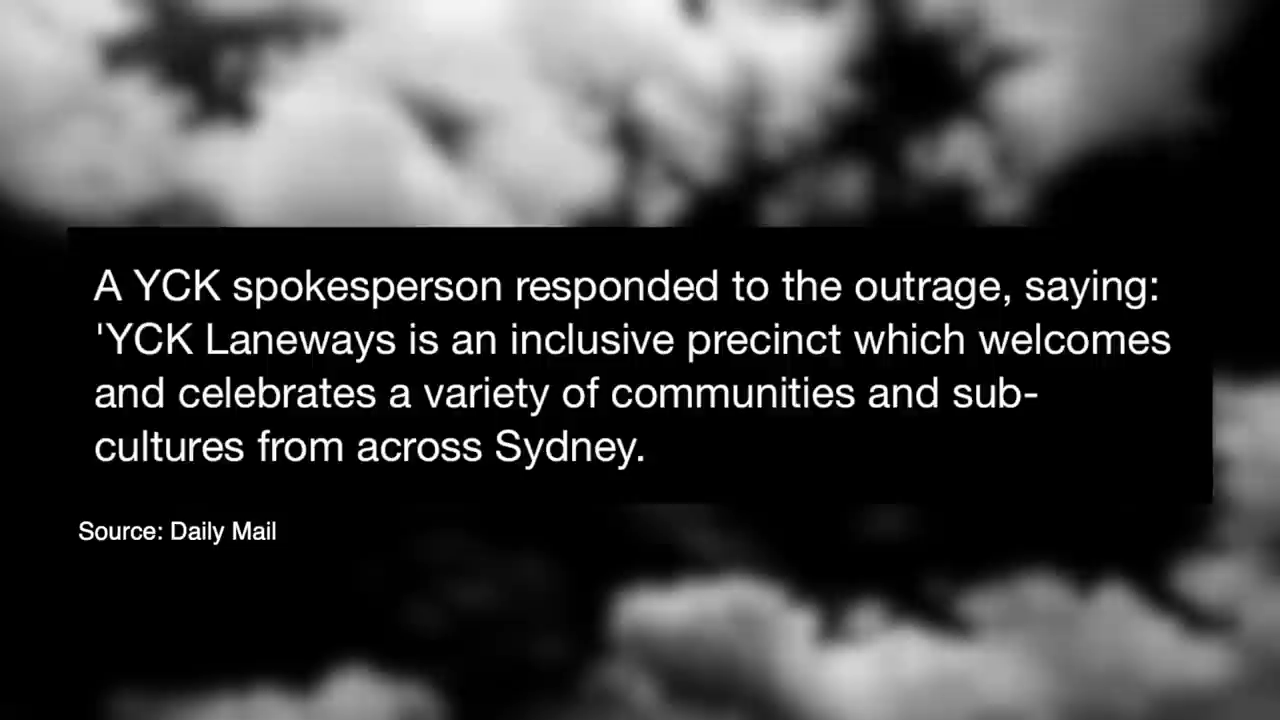 A YCK spokesperson responded to the outrage, saying:
'YCK Laneways is an inclusive precinct which welcomes
and celebrates a variety of communities and sub-
cultures from across Sydney.
Source: Daily Mail